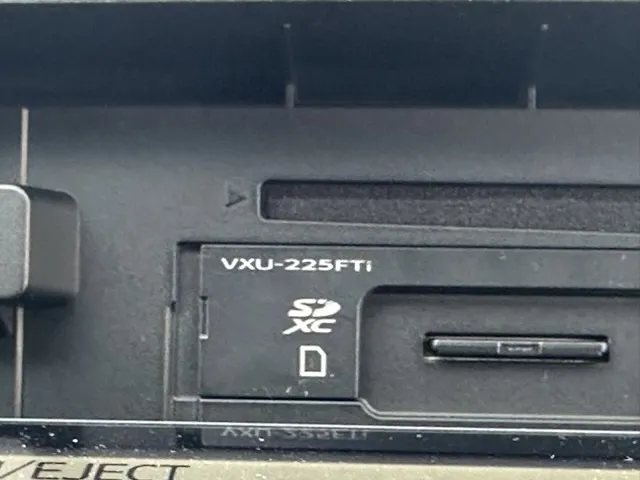 VXU-225FTi
SD
XC
/EJECT